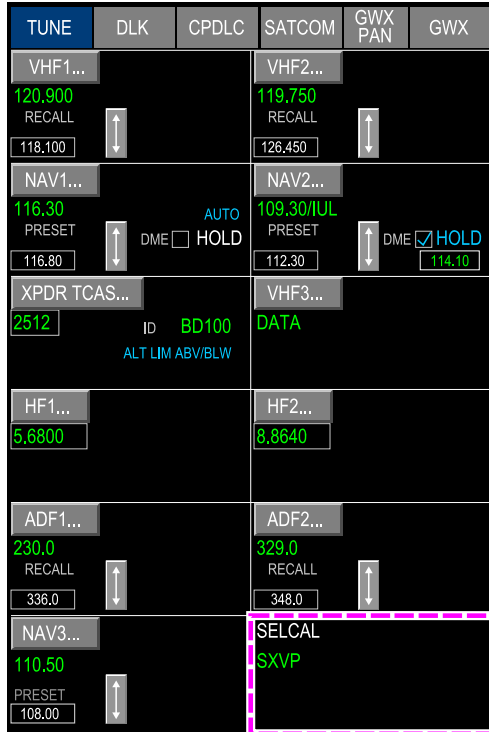 TUNE DLK CPDLC SATCOM GWX PAN GWX
VHF1... VHF2...
120.900 119.750
RECALL RECALL
118.100 126.450
NAV1... NAV2...
116.30 AUTO 109.30/IUL
PRESET DME HOLD PRESET DME HOLD
116.80 112.30 114.10
XPDR TCAS... VHF3...
2512 ID BD100 DATA
ALT LIM ABV/BLW
HF1... HF2...
5.6800 8.8640
ADF1... ADF2...
230.0 329.0
RECALL RECALL
336.0 348.0
NAV3... SELCAL
110.50 SXVP
PRESET
108.00